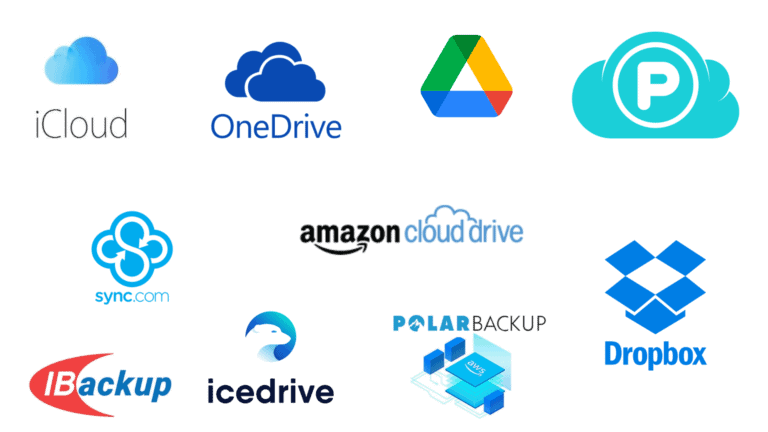 iCloud
OneDrive
P
sync.com
amazon cloud drive
POLARBACKUP
aws
Dropbox
IBackup
icedrive